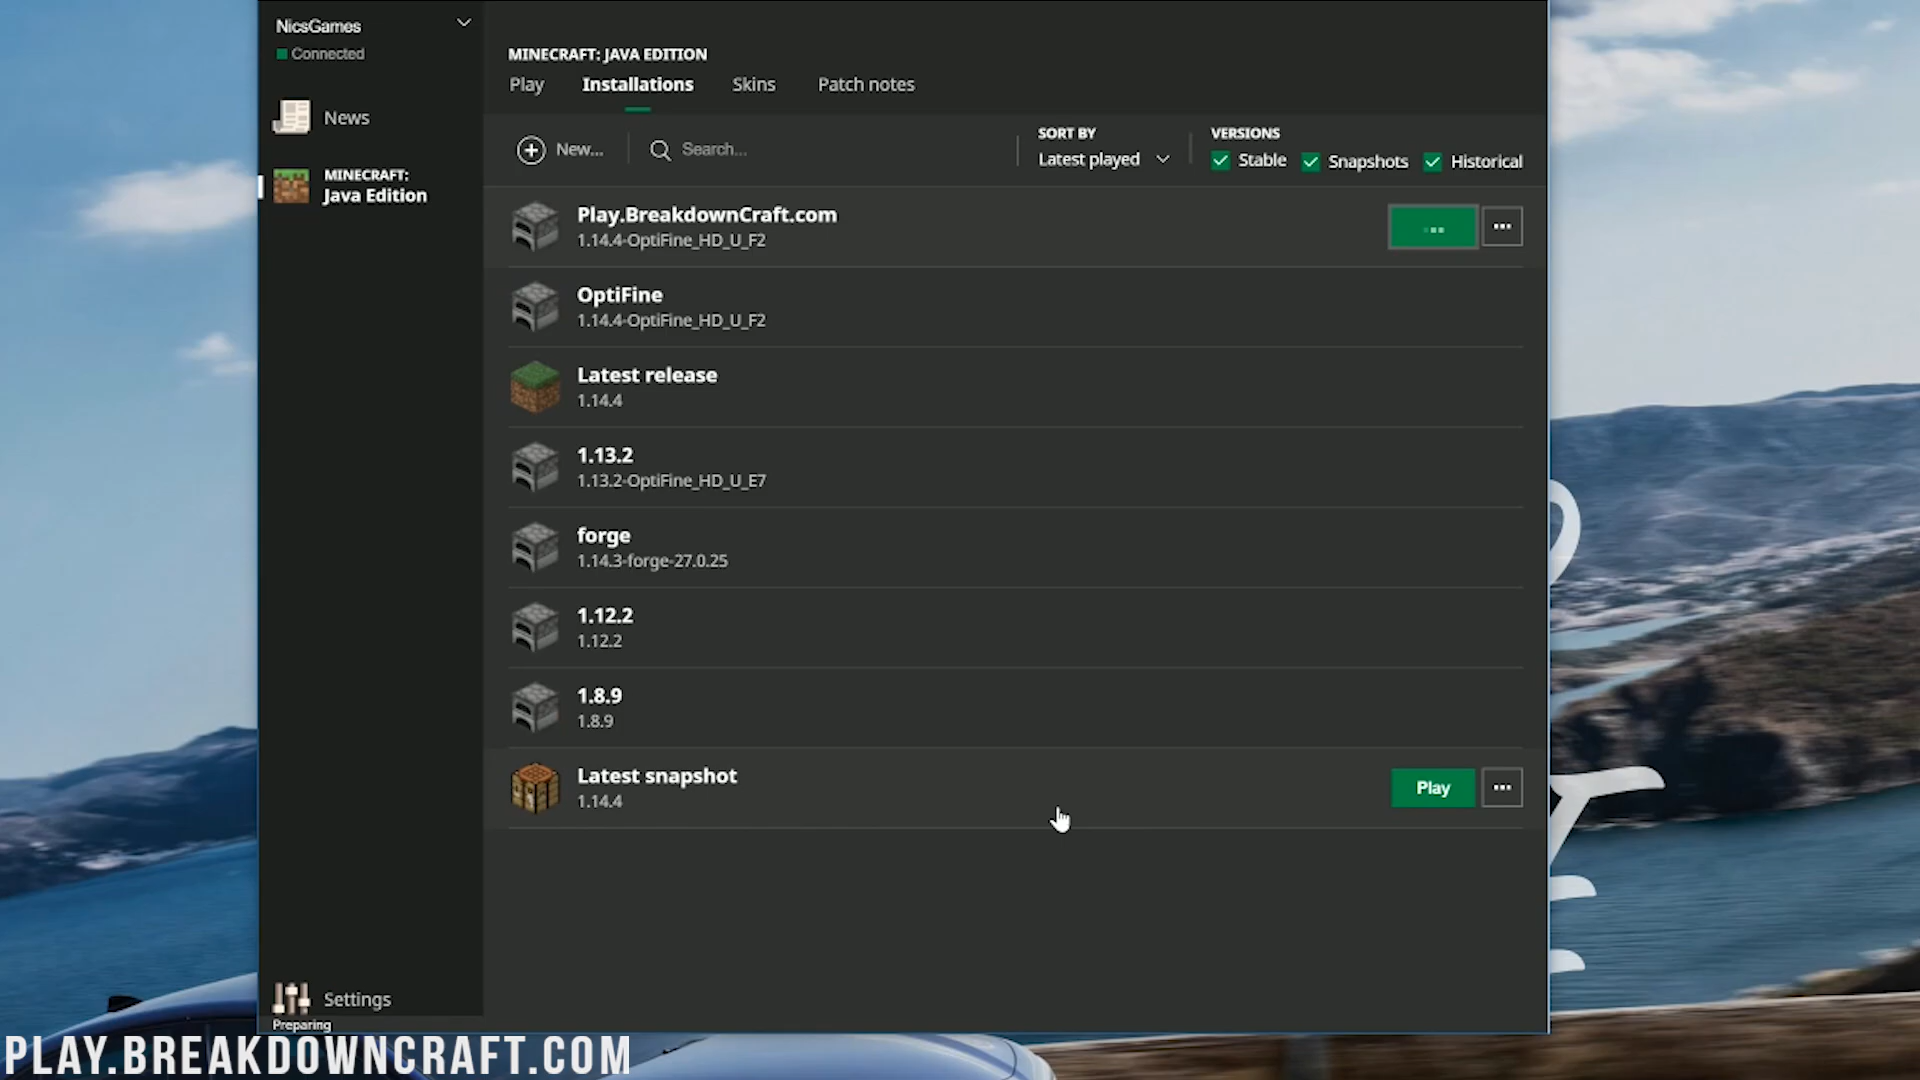 NicsGames
Connected
News
MINECRAFT:
Java Edition
Settings
Preparing
MINECRAFT: JAVA EDITION
Play
Installations
Skins
Patch notes
New...
Search...
SORT BY
Latest played
VERSIONS
Stable
Snapshots
Historical
Play.BreakdownCraft.com
1.14.4-OptiFine_HD_U_F2
OptiFine
1.14.4-OptiFine_HD_U_F2
Latest release
1.14.4
1.13.2
1.13.2-OptiFine_HD_U_E7
forge
1.14.3-forge-27.0.25
1.12.2
1.12.2
1.8.9
1.8.9
Latest snapshot
1.14.4
Play
PLAY.BREAKDOWNCRAFT.COM